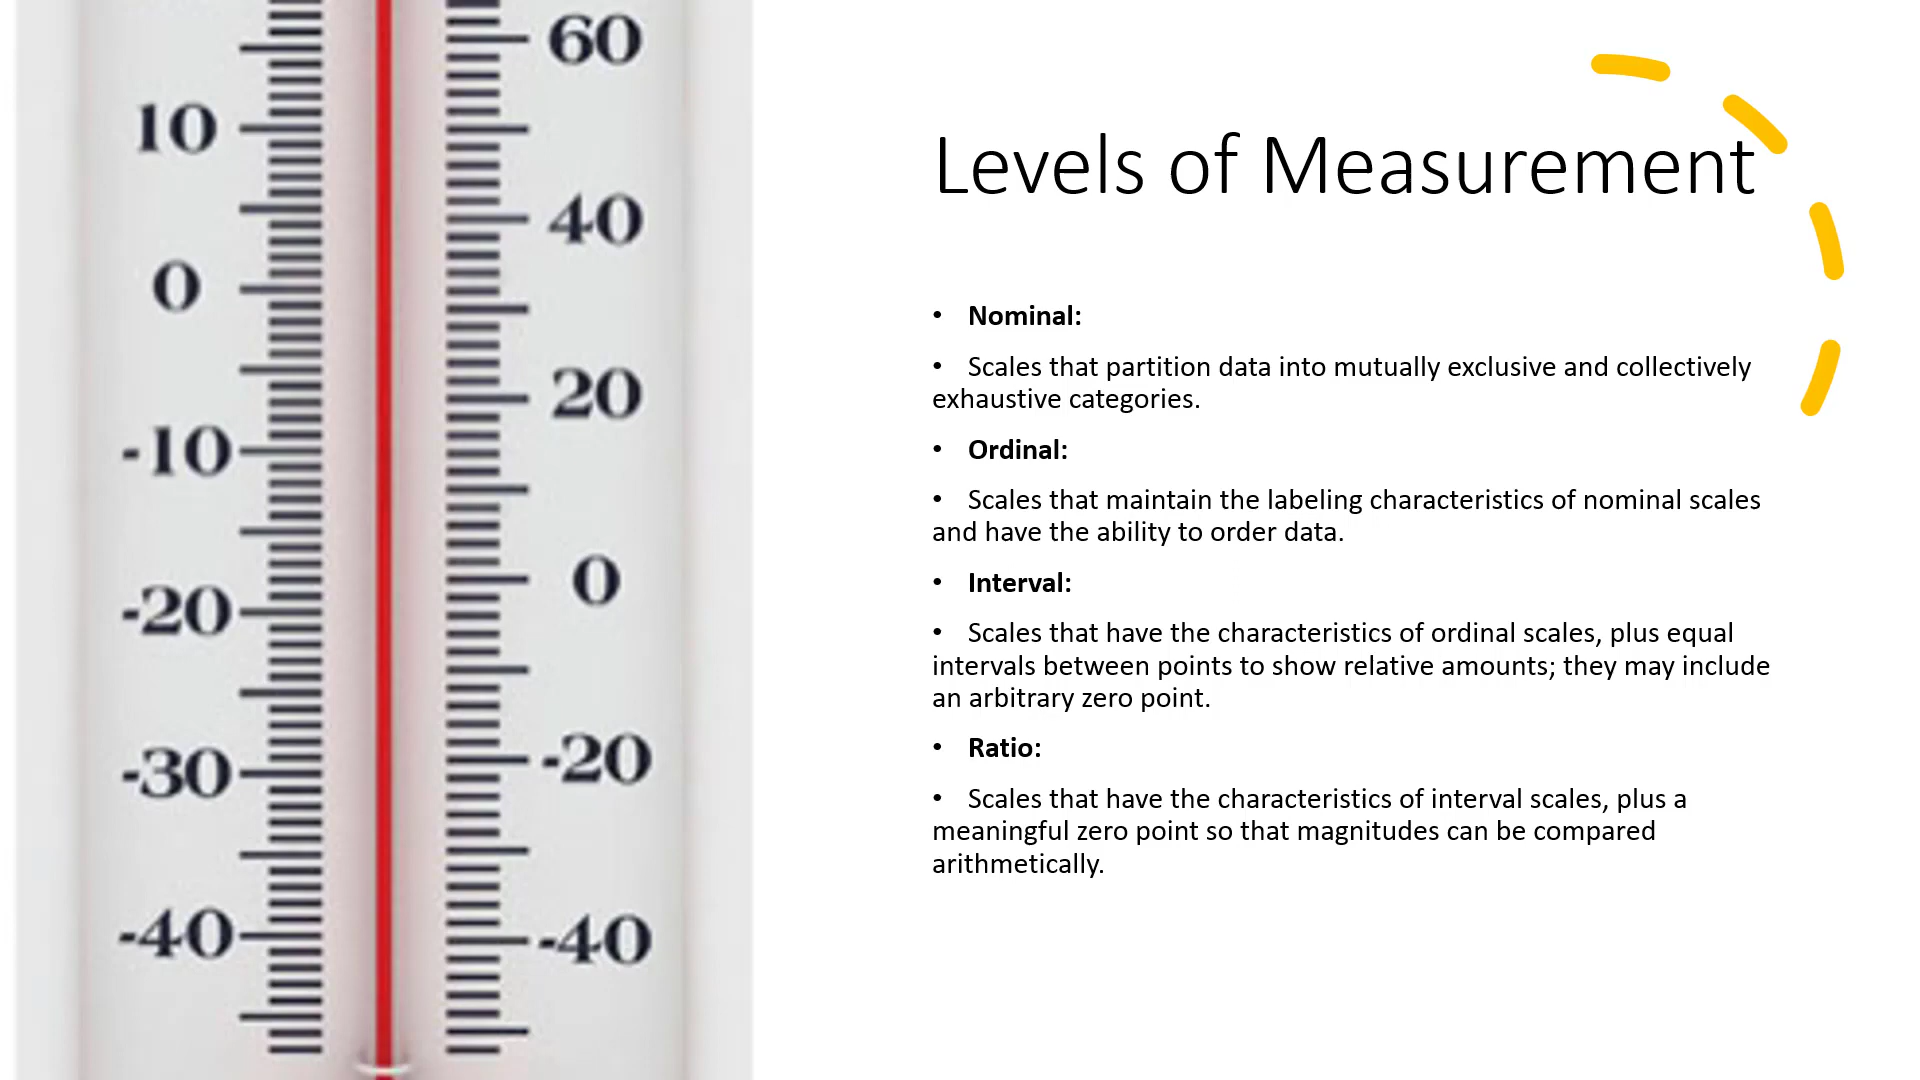 60
10
40
0
20
-10
0
-20
-20
-30
-40
-40
Levels of Measurement
• Nominal:
• Scales that partition data into mutually exclusive and collectively
exhaustive categories.
• Ordinal:
• Scales that maintain the labeling characteristics of nominal scales
and have the ability to order data.
• Interval:
• Scales that have the characteristics of ordinal scales, plus equal
intervals between points to show relative amounts; they may include
an arbitrary zero point.
• Ratio:
• Scales that have the characteristics of interval scales, plus a
meaningful zero point so that magnitudes can be compared
arithmetically.